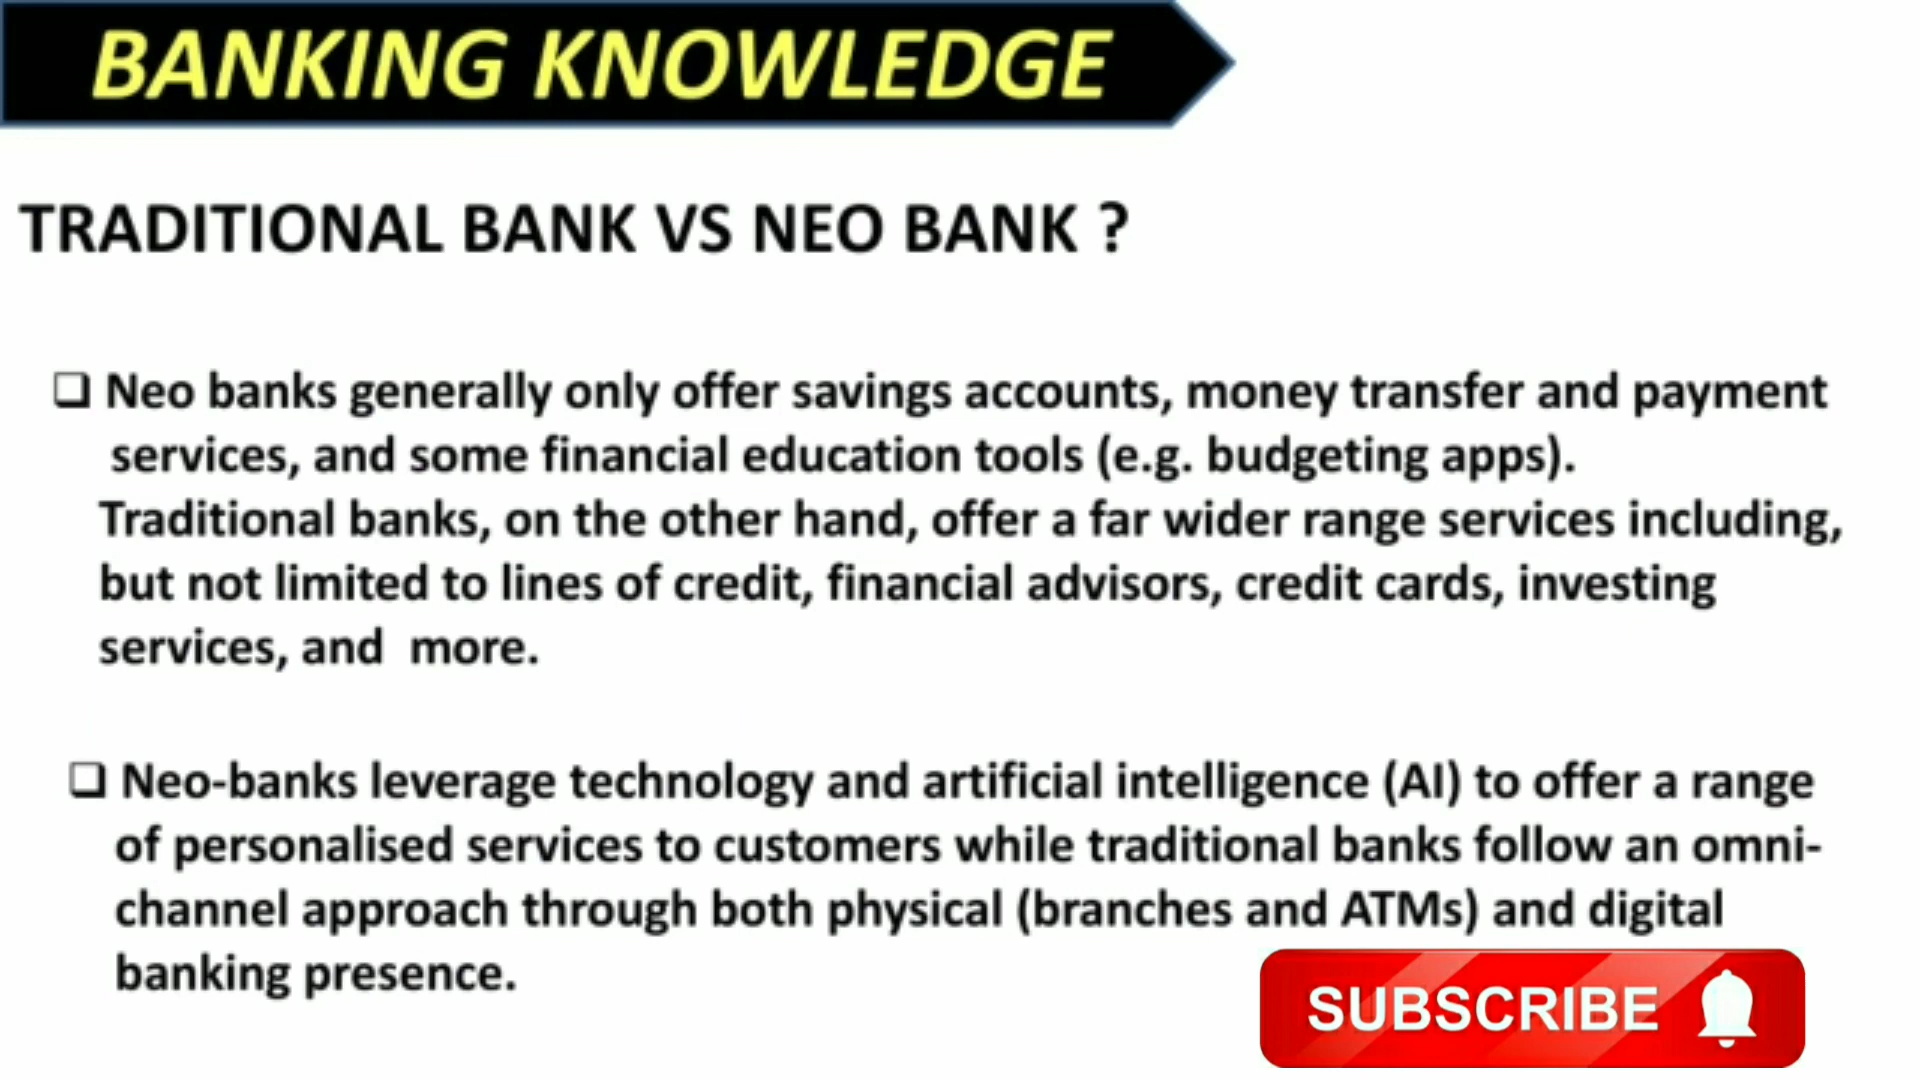 BANKING KNOWLEDGE
TRADITIONAL BANK VS NEO BANK ?
❑ Neo banks generally only offer savings accounts, money transfer and payment
services, and some financial education tools (e.g. budgeting apps).
Traditional banks, on the other hand, offer a far wider range services including,
but not limited to lines of credit, financial advisors, credit cards, investing
services, and more.
❑ Neo-banks leverage technology and artificial intelligence (AI) to offer a range
of personalised services to customers while traditional banks follow an omni-
channel approach through both physical (branches and ATMs) and digital
banking presence.
SUBSCRIBE